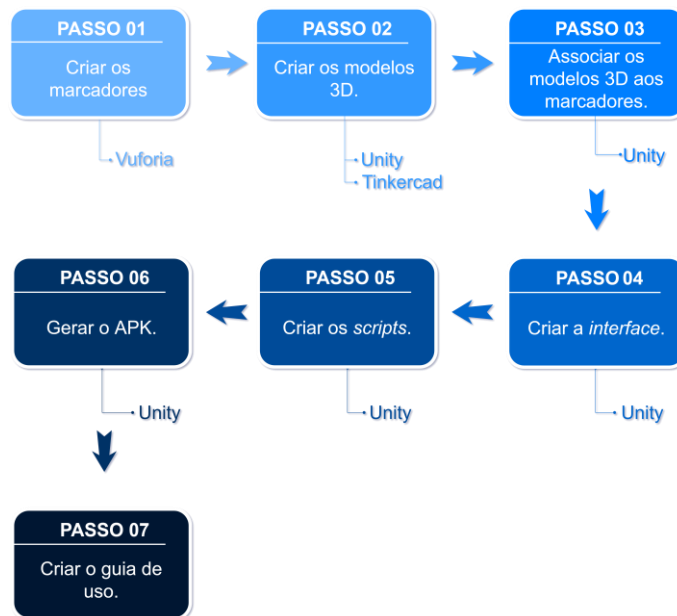 PASSO 01
Criar os
marcadores
Vuforia
PASSO 02
Criar os modelos
3D.
Unity
Tinkercad
PASSO 03
Associar os
modelos 3D aos
marcadores.
Unity
PASSO 04
Criar a interface.
Unity
PASSO 05
Criar os scripts.
Unity
PASSO 06
Gerar o APK.
Unity
PASSO 07
Criar o guia de
uso.